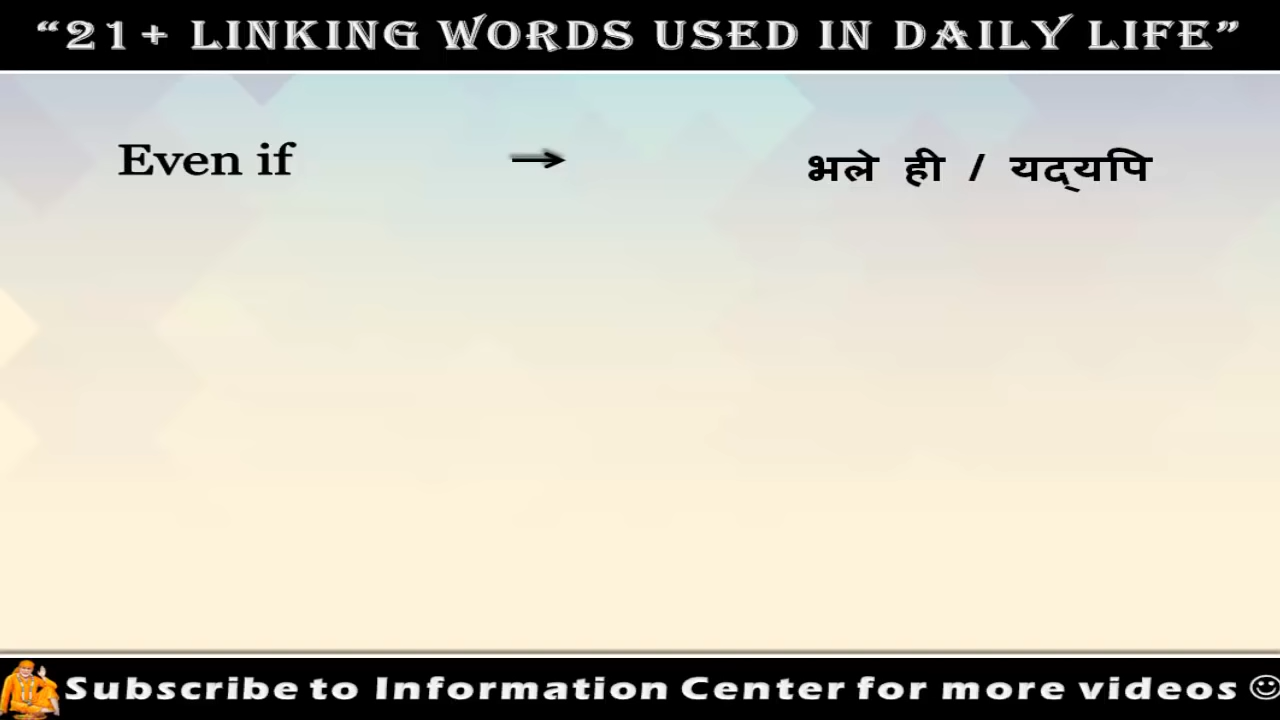 “21+ LINKING WORDS USED IN DAILY LIFE”
Even if → भले ही / यद्‌यपि
Subscribe to Information Center for more videos ☺